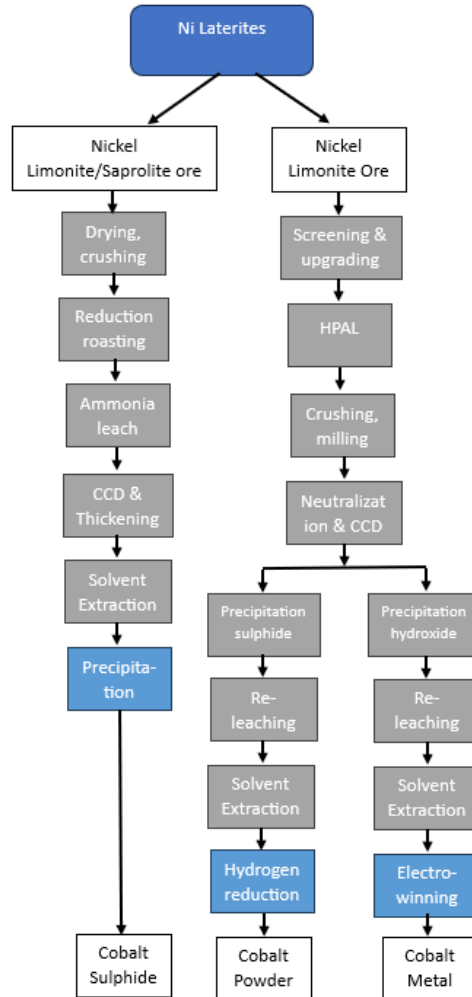 Ni Laterites
Nickel
Limonite/Saprolite ore
Drying,
crushing
Reduction
roasting
Ammonia
leach
CCD &
Thickening
Solvent
Extraction
Precipita-
tion
Cobalt
Sulphide
Nickel
Limonite Ore
Screening &
upgrading
HPAL
Crushing,
milling
Neutralizat
ion & CCD
Precipitation
sulphide
Re-
leaching
Solvent
Extraction
Hydrogen
reduction
Cobalt
Powder
Precipitation
hydroxide
Re-
leaching
Solvent
Extraction
Electro-
winning
Cobalt
Metal